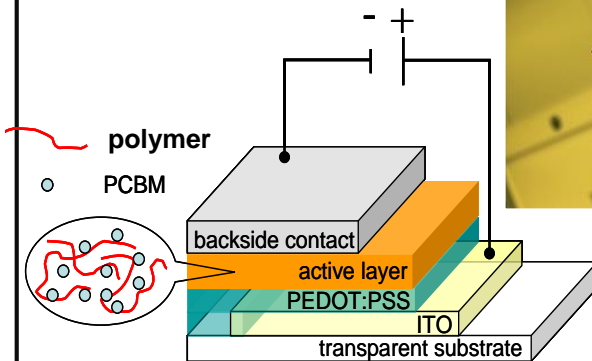 - +
polymer
PCBM
backside contact
active layer
PEDOT:PSS
ITO
transparent substrate